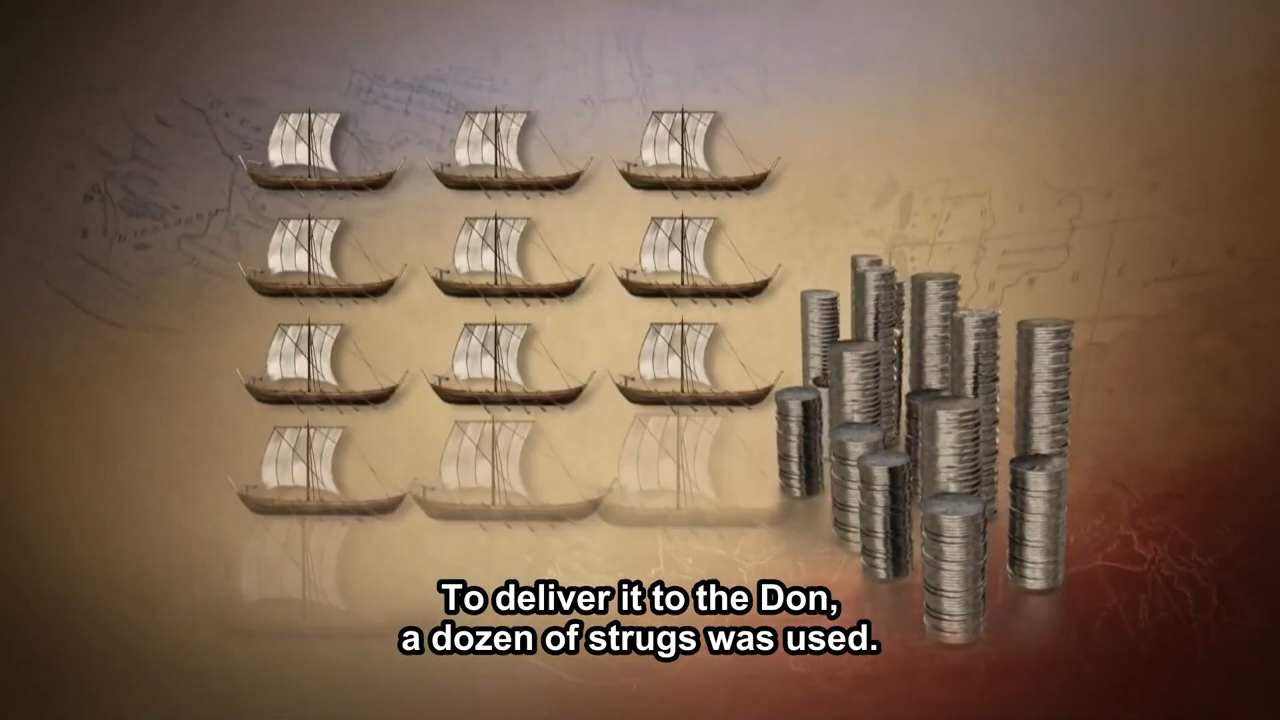 To deliver it to the Don,
a dozen of strugs was used.